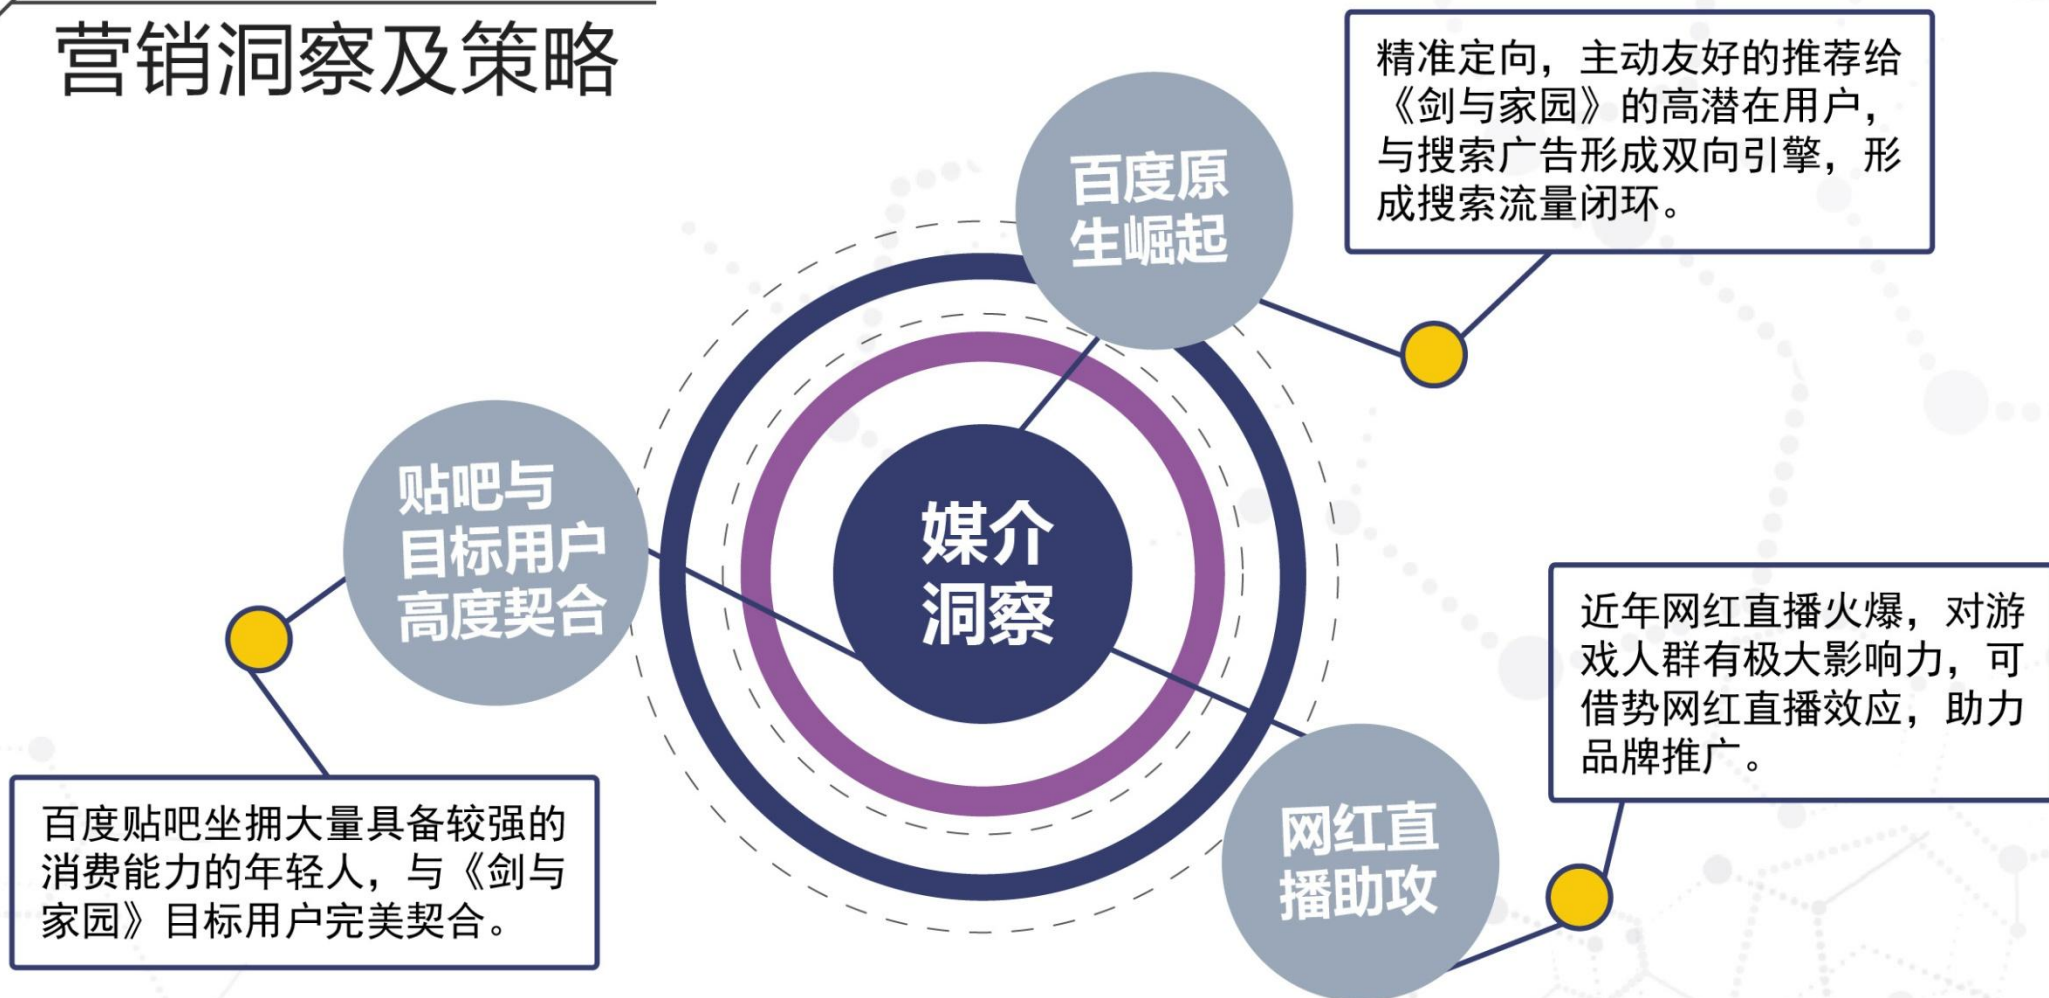 营销洞察及策略
精准定向，主动友好的推荐给
《剑与家园》的高潜在用户，
与搜索广告形成双向引擎，形
成搜索流量闭环。
百度原
生崛起
贴吧与
目标用户
高度契合
媒介
洞察
近年网红直播火爆，对游
戏人群有极大影响力，可
借势网红直播效应，助力
品牌推广。
百度贴吧坐拥大量具备较强的
消费能力的年轻人，与《剑与
家园》目标用户完美契合。
网红直
播助攻